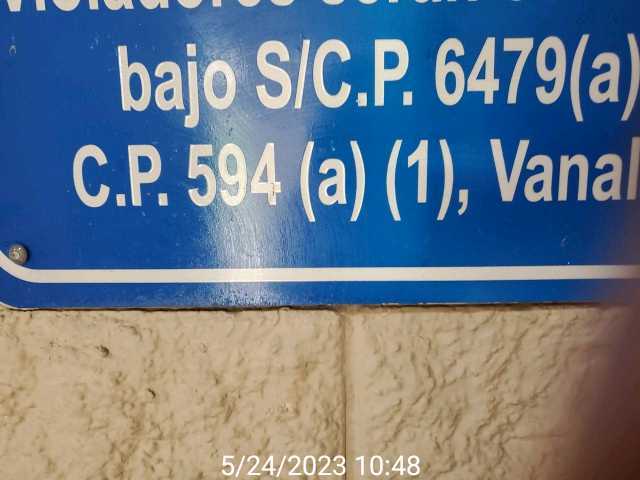 bajo S/C.P. 6479(a)
C.P. 594 (a) (1), Vanal
5/24/2023 10:48